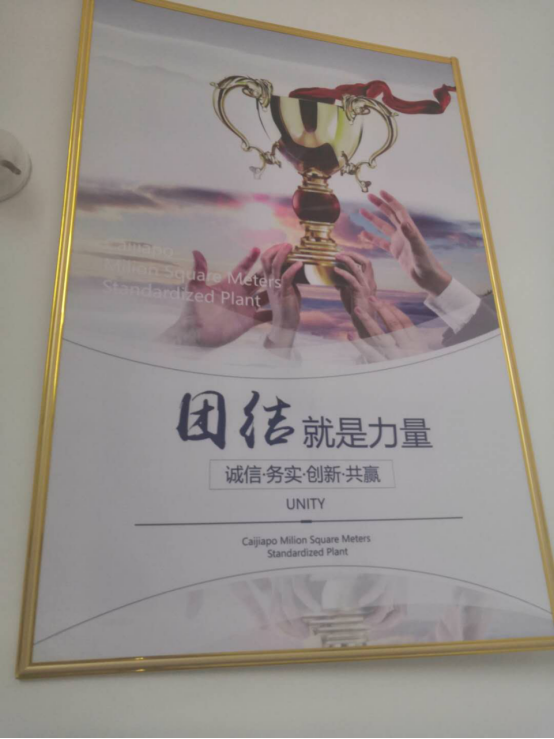 Caijiapo
Milion Square Meters
Standardized Plant
团结就是力量
诚信·务实·创新·共赢
UNITY
Caijiapo Milion Square Meters
Standardized Plant